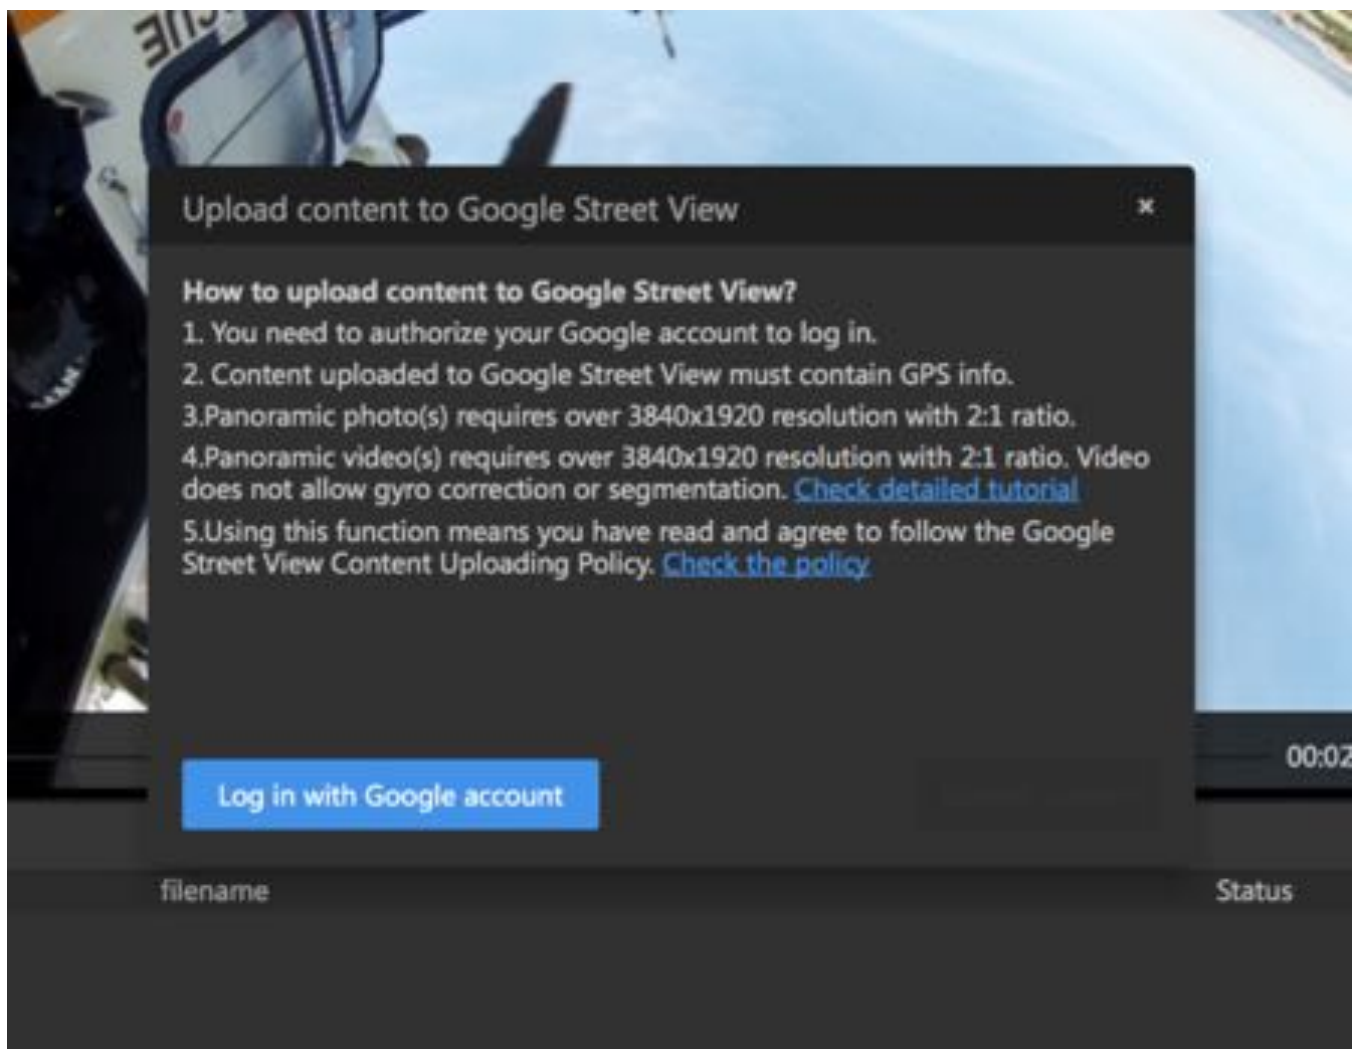 Upload content to Google Street View
×
How to upload content to Google Street View?
1. You need to authorize your Google account to log in.
2. Content uploaded to Google Street View must contain GPS info.
3.Panoramic photo(s) requires over 3840x1920 resolution with 2:1 ratio.
4.Panoramic video(s) requires over 3840x1920 resolution with 2:1 ratio. Video
does not allow gyro correction or segmentation. Check detailed tutorial
5.Using this function means you have read and agree to follow the Google
Street View Content Uploading Policy. Check the policy
00:02
Log in with Google account
filename
Status